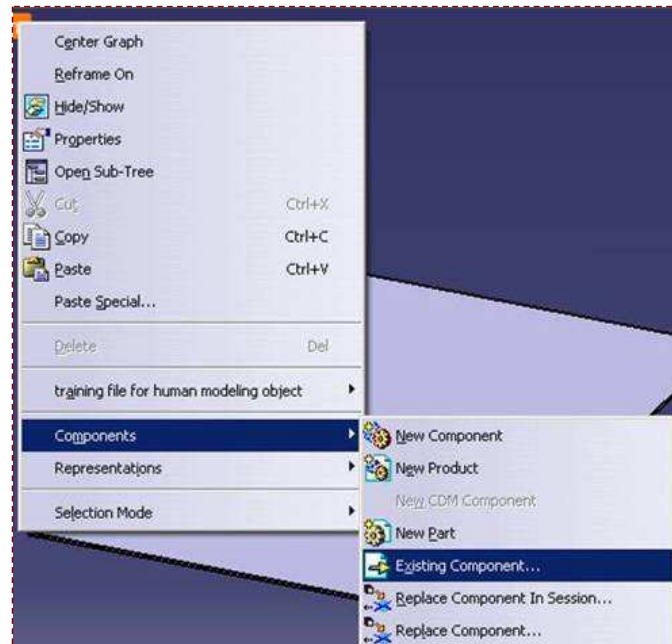 Center Graph
Reframe On
Hide/Show
Properties
Open Sub-Tree
Cut Ctrl+X
Copy Ctrl+C
Paste Ctrl+V
Paste Special...
Delete Del
training file for human modeling object
Components
Representations
Selection Mode
New Component
New Product
New CDM Component
New Part
Existing Component...
Replace Component In Session...
Replace Component...